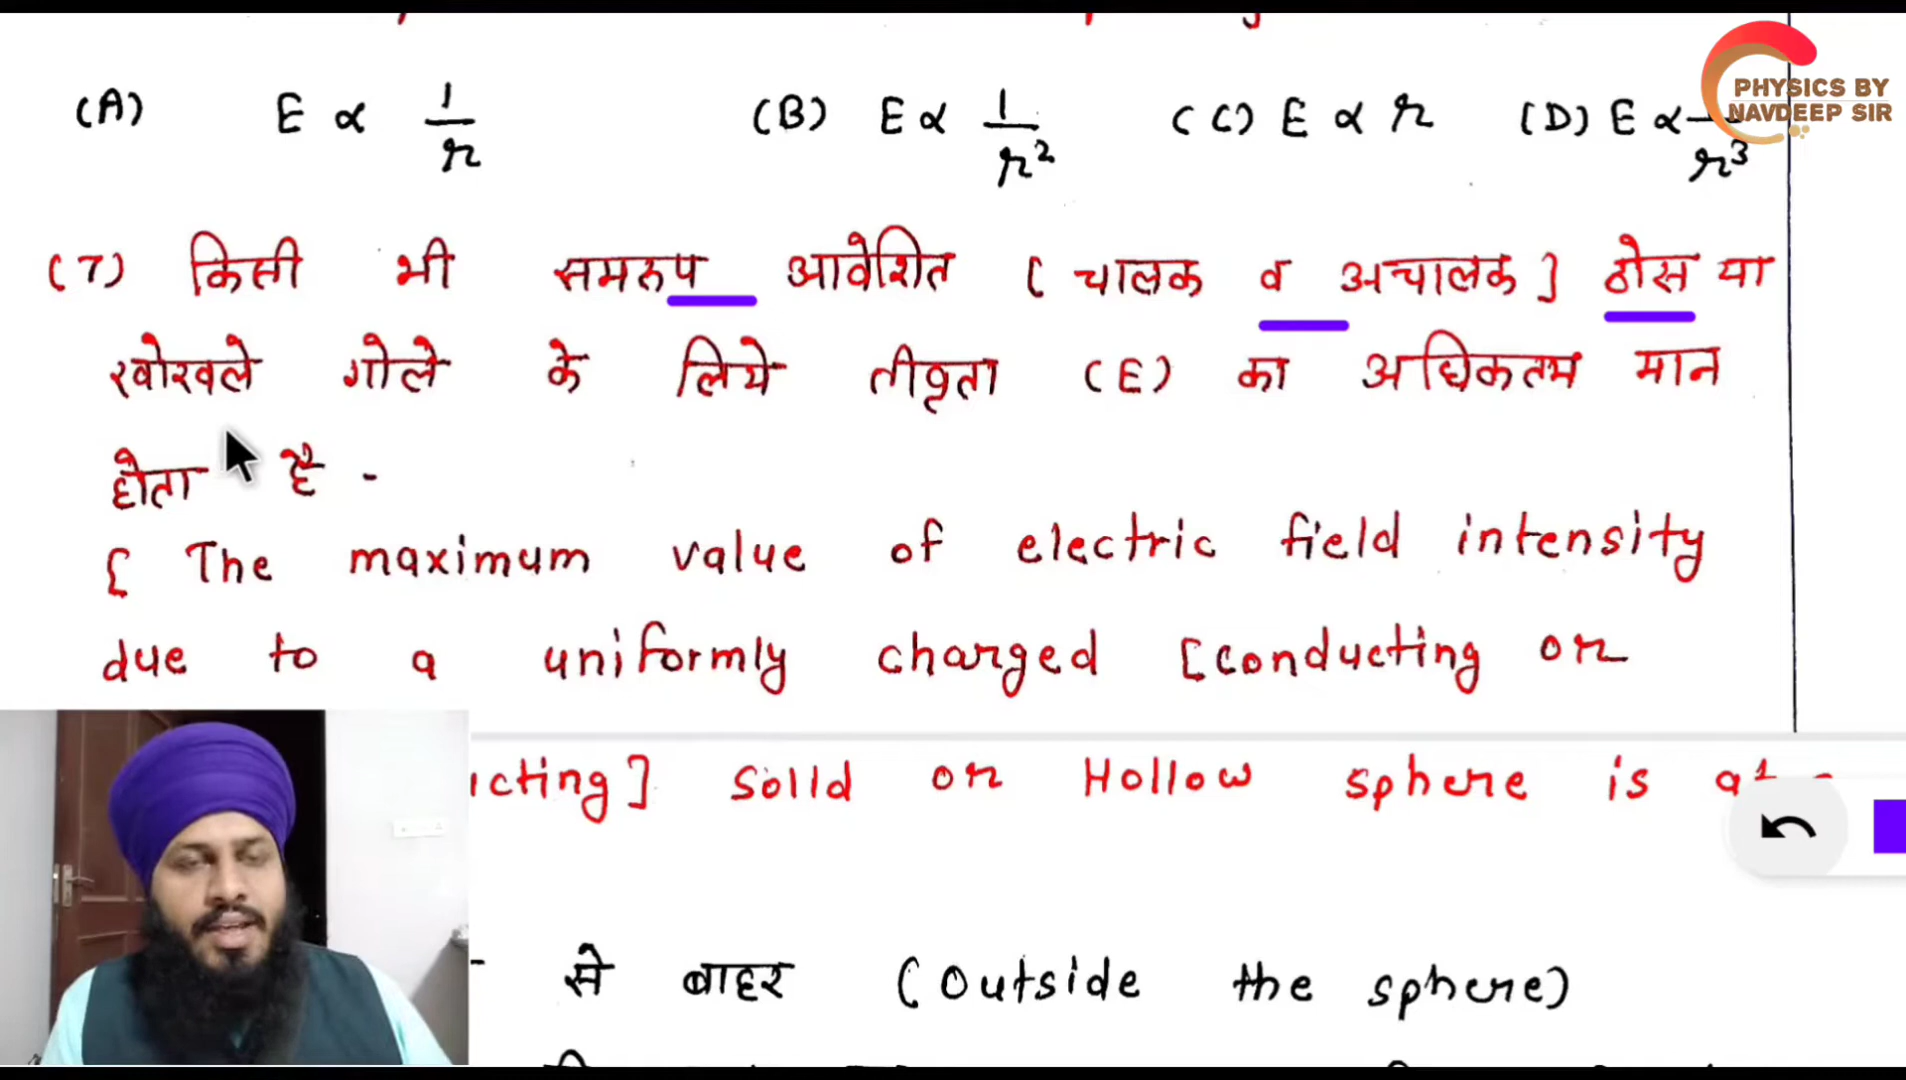 (A) E ∝ 1/r (B) E ∝ 1/r² (C) E ∝ r (D) E ∝ /r³
PHYSICS BY
NAVDEEP SIR
(7) किसी भी समरूप आवेशित [चालक व अचालक] ठोस या
खोखले गोले के लिये तीव्रता (E) का अधिकतम मान
होता है -
[ The maximum value of electric field intensity
due to a uniformly charged [conducting or
ucting] Solid or Hollow sphere is at
- से बाहर (Outside the sphere)